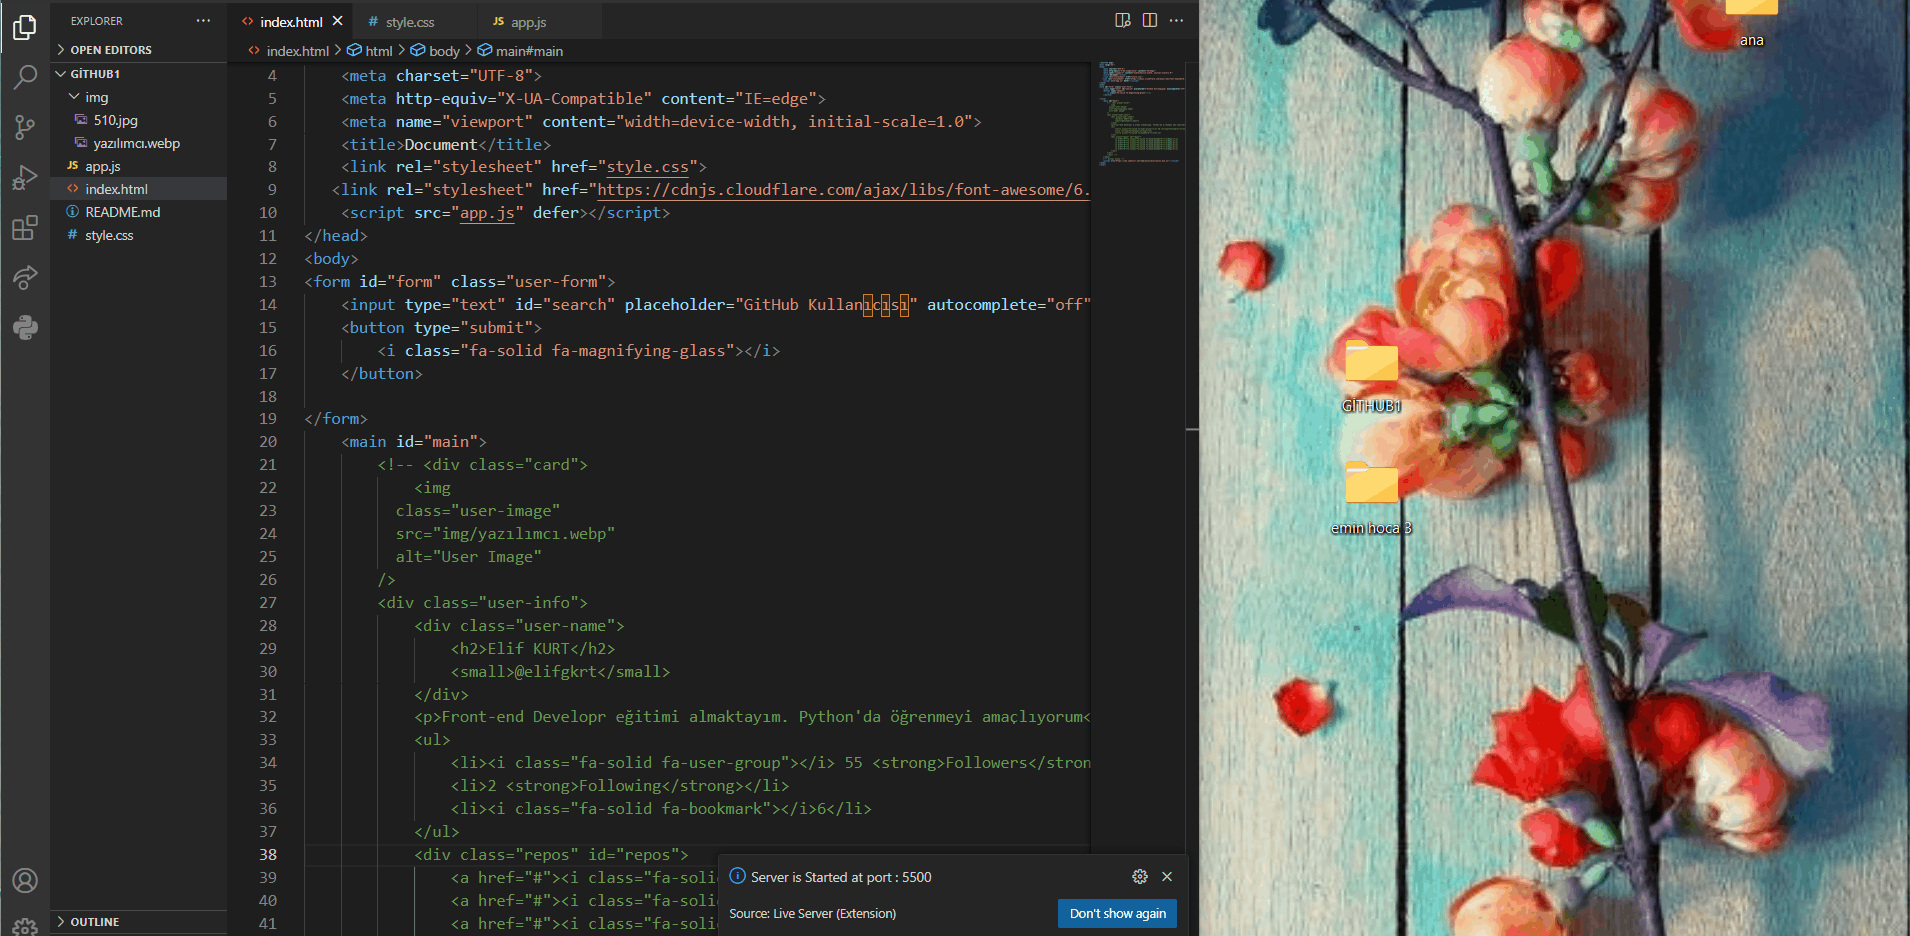 EXPLORER
OPEN EDITORS
GİTHUB1
img
510.jpg
yazılımcı.webp
JS app.js
<> index.html
README.md
# style.css
OUTLINE
<> index.html
# style.css
JS app.js
<> index.html > html > body > main#main
4 <meta charset="UTF-8">
5 <meta http-equiv="X-UA-Compatible" content="IE=edge">
6 <meta name="viewport" content="width=device-width, initial-scale=1.0">
7 <title>Document</title>
8 <link rel="stylesheet" href="style.css">
9 <link rel="stylesheet" href="https://cdnjs.cloudflare.com/ajax/libs/font-awesome/6.
10 <script src="app.js" defer></script>
11 </head>
12 <body>
13 <form id="form" class="user-form">
14 <input type="text" id="search" placeholder="GitHub Kullanıcısı" autocomplete="off"
15 <button type="submit">
16 <i class="fa-solid fa-magnifying-glass"></i>
17 </button>
18
19 </form>
20 <main id="main">
21 <!-- <div class="card">
22 <img
23 class="user-image"
24 src="img/yazılımcı.webp"
25 alt="User Image"
26 />
27 <div class="user-info">
28 <div class="user-name">
29 <h2>Elif KURT</h2>
30 <small>@elifgkrt</small>
31 </div>
32 <p>Front-end Developr eğitimi almaktayım. Python'da öğrenmeyi amaçlıyorum<
33 <ul>
34 <li><i class="fa-solid fa-user-group"></i> 55 <strong>Followers</stron
35 <li>2 <strong>Following</strong></li>
36 <li><i class="fa-solid fa-bookmark"></i>6</li>
37 </ul>
38 <div class="repos" id="repos">
39 <a href="#"><i class="fa-soli
40 <a href="#"><i class="fa-soli
41 <a href="#"><i class="fa-soli
Server is Started at port : 5500
Source: Live Server (Extension)
Don't show again
ana
GİTHUB1
emin hoca 3